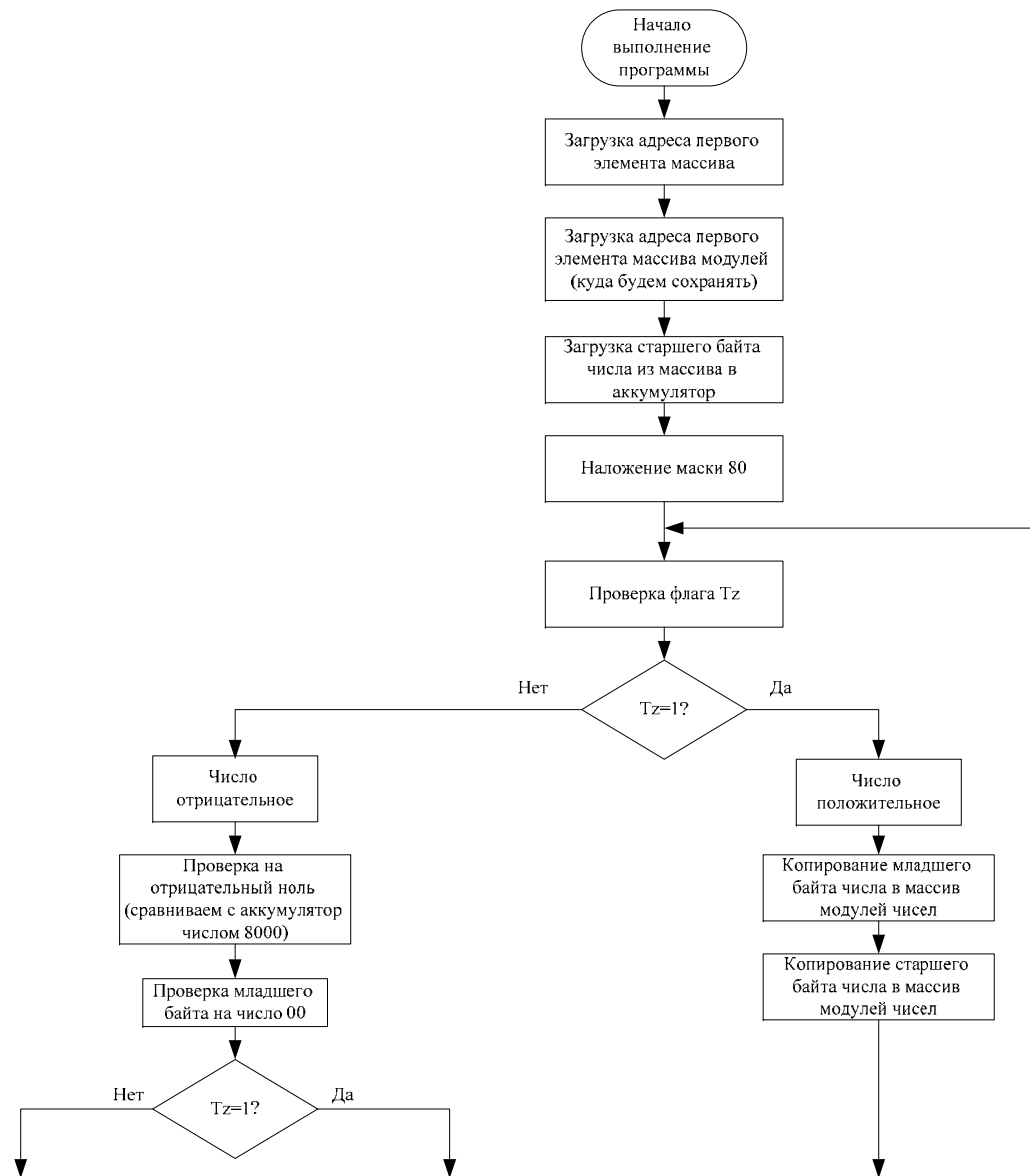 Начало
выполнение
программы
Загрузка адреса первого
элемента массива
Загрузка адреса первого
элемента массива модулей
(куда будем сохранять)
Загрузка старшего байта
числа из массива в
аккумулятор
Наложение маски 80
Проверка флага Tz
Нет
Да
Tz=1?
Число
отрицательное
Число
положительное
Проверка на
отрицательный ноль
(сравниваем с аккумулятор
числом 8000)
Копирование младшего
байта числа в массив
модулей чисел
Проверка младшего
байта на число 00
Копирование старшего
байта числа в массив
модулей чисел
Нет
Да
Tz=1?